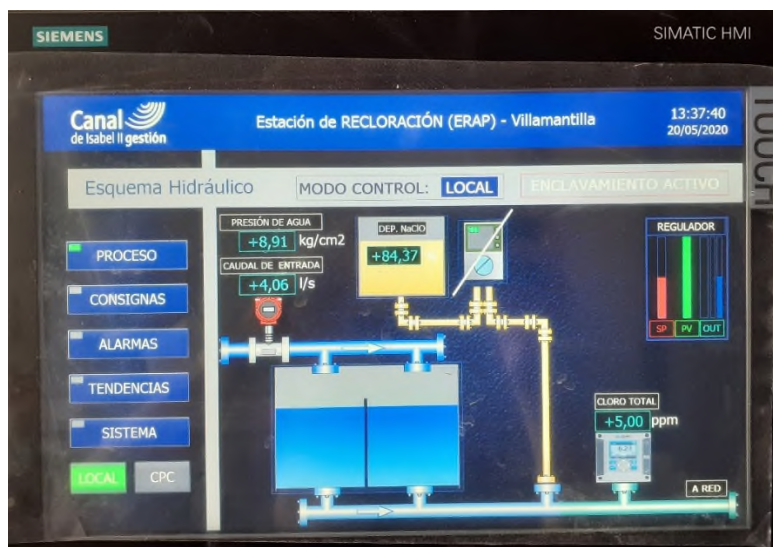 SIEMENS
SIMATIC HMI
TOUCH
Canal
de Isabel II gestión
Estación de RECLORACIÓN (ERAP) - Villamantilla
13:37:40
20/05/2020
Esquema Hidráulico
MODO CONTROL: LOCAL
ENCLAVAMIENTO ACTIVO
PROCESO
CONSIGNAS
ALARMAS
TENDENCIAS
SISTEMA
LOCAL CPC
PRESIÓN DE AGUA
+8,91 kg/cm2
CAUDAL DE ENTRADA
+4,06 l/s
DEP. NaClO
+84,37
REGULADOR
SP PV OUT
CLORO TOTAL
+5,00 ppm
A RED